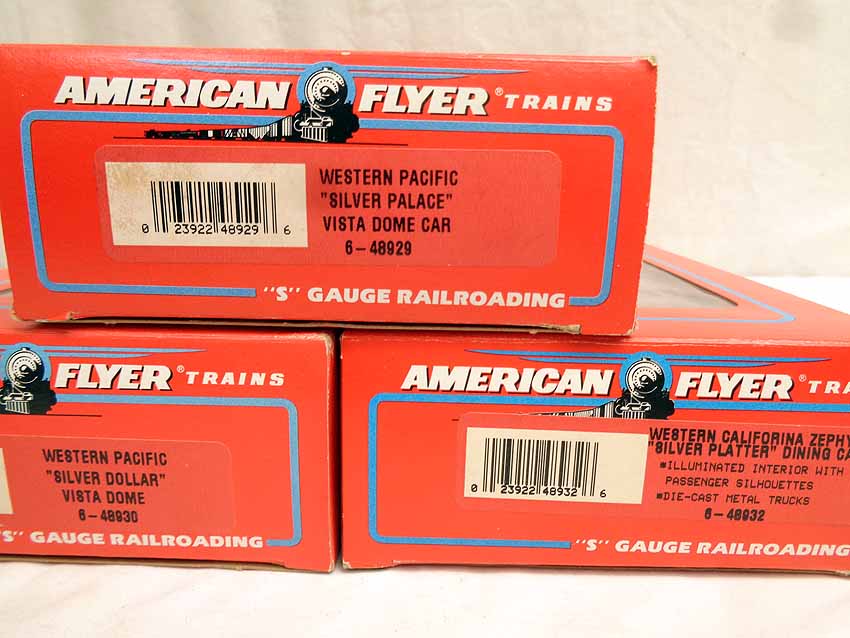 AMERICAN FLYER ® TRAINS
WESTERN PACIFIC
"SILVER PALACE"
VISTA DOME CAR
6-48929
0 23922 48929 6
"S" GAUGE RAILROADING
FLYER ® TRAINS
WESTERN PACIFIC
"SILVER DOLLAR"
VISTA DOME
6-48930
"S" GAUGE RAILROADING
AMERICAN FLYER ® TRA
WESTERN CALIFORINA ZEPHY
"SILVER PLATTER" DINING CA
*ILLUMINATED INTERIOR WITH
PASSENGER SILHOUETTES
*DIE-CAST METAL TRUCKS
6-48932
0 23922 48932 6
"S" GAUGE RAILROADING